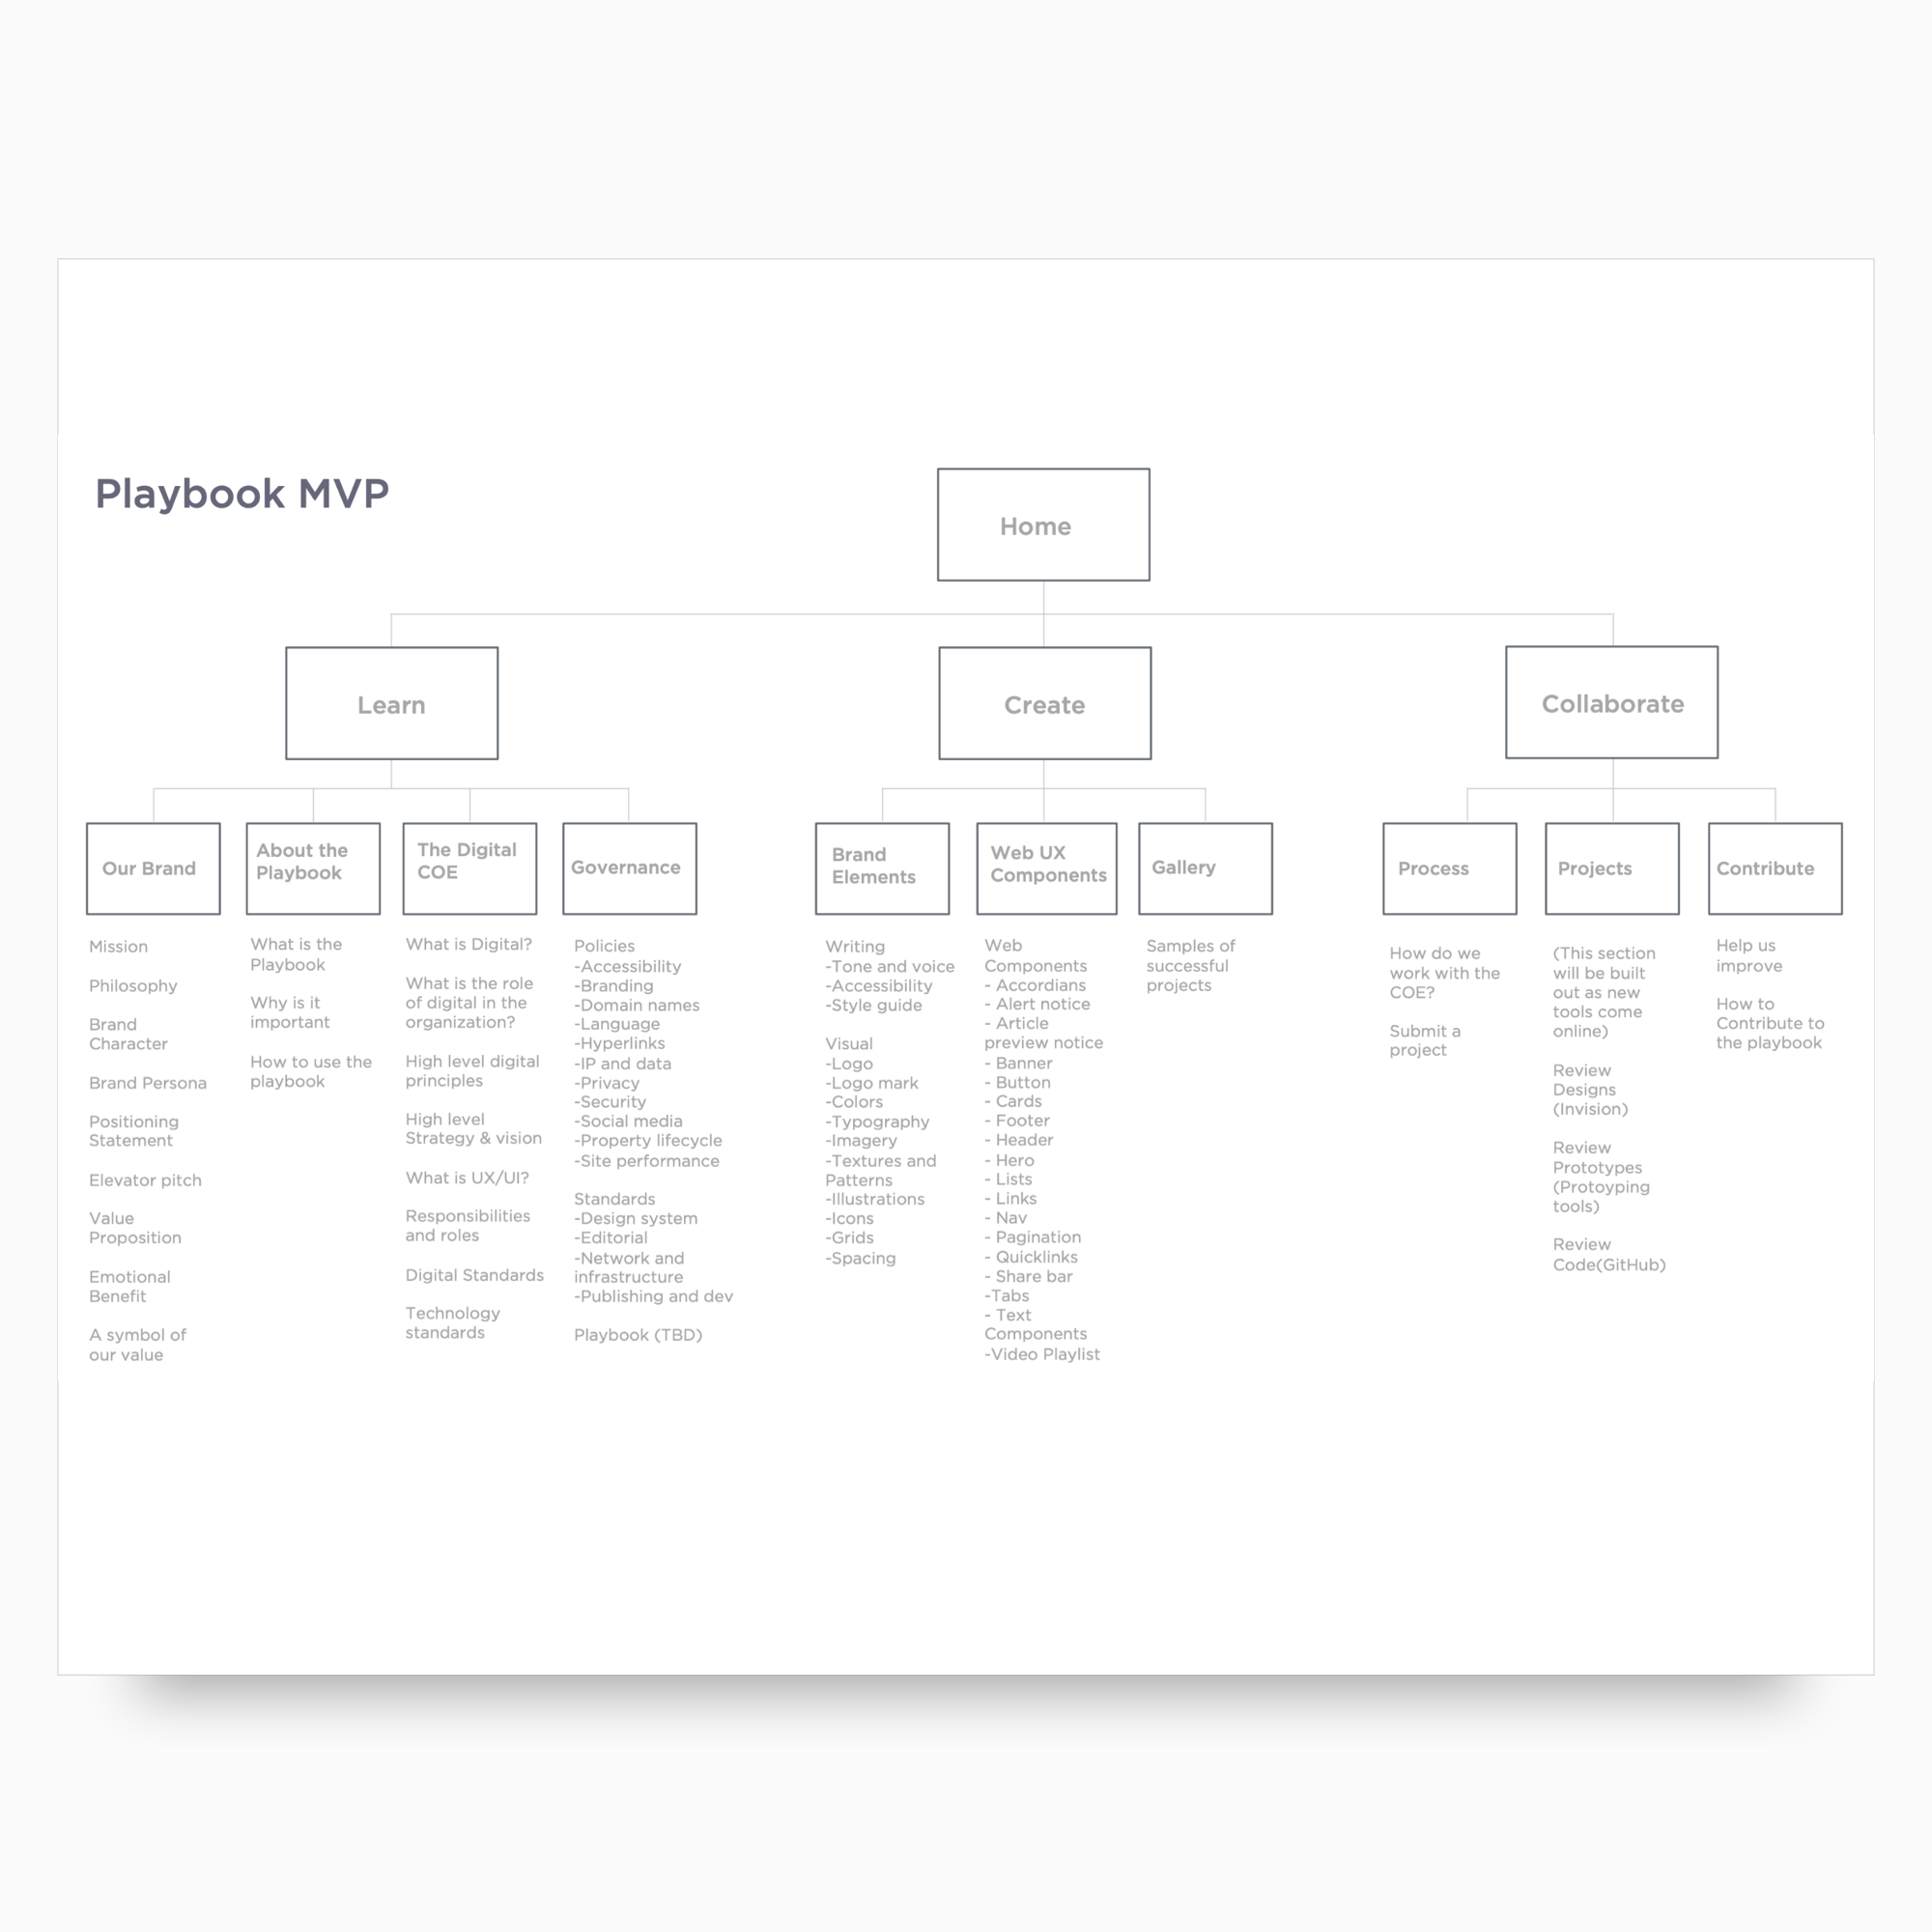 Playbook MVP
Home
Learn
Create
Collaborate
Our Brand
About the
Playbook
The Digital
COE
Governance
Brand
Elements
Web UX
Components
Gallery
Process
Projects
Contribute
Mission
Philosophy
Brand
Character
Brand Persona
Positioning
Statement
Elevator pitch
Value
Proposition
Emotional
Benefit
A symbol of
our value
What is the
Playbook
Why is it
important
How to use the
playbook
What is Digital?
What is the role
of digital in the
organization?
High level digital
principles
High level
Strategy & vision
What is UX/UI?
Responsibilities
and roles
Digital Standards
Technology
standards
Policies
-Accessibility
-Branding
-Domain names
-Language
-Hyperlinks
-IP and data
-Privacy
-Security
-Social media
-Property lifecycle
-Site performance
Standards
-Design system
-Editorial
-Network and
infrastructure
-Publishing and dev
Playbook (TBD)
Writing
-Tone and voice
-Accessibility
-Style guide
Visual
-Logo
-Logo mark
-Colors
-Typography
-Imagery
-Textures and
Patterns
-Illustrations
-Icons
-Grids
-Spacing
Web
Components
- Accordians
- Alert notice
- Article
preview notice
- Banner
- Button
- Cards
- Footer
- Header
- Hero
- Lists
- Links
- Nav
- Pagination
- Quicklinks
- Share bar
-Tabs
- Text
Components
-Video Playlist
Samples of
successful
projects
How do we
work with the
COE?
Submit a
project
(This section
will be built
out as new
tools come
online)
Review
Designs
(Invision)
Review
Prototypes
(Protoyping
tools)
Review
Code(GitHub)
Help us
improve
How to
Contribute to
the playbook